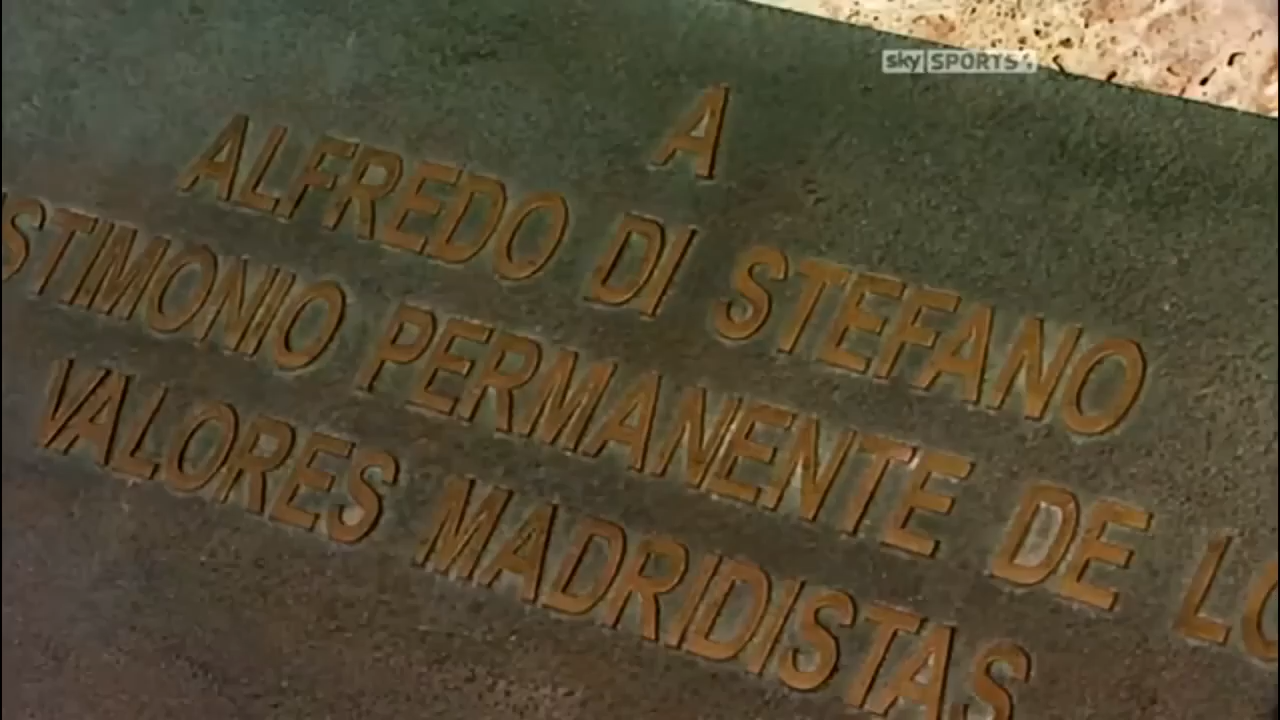 sky SPORTS
A
ALFREDO DI STEFANO
STIMONIO PERMANENTE DE LO
VALORES MADRIDISTAS